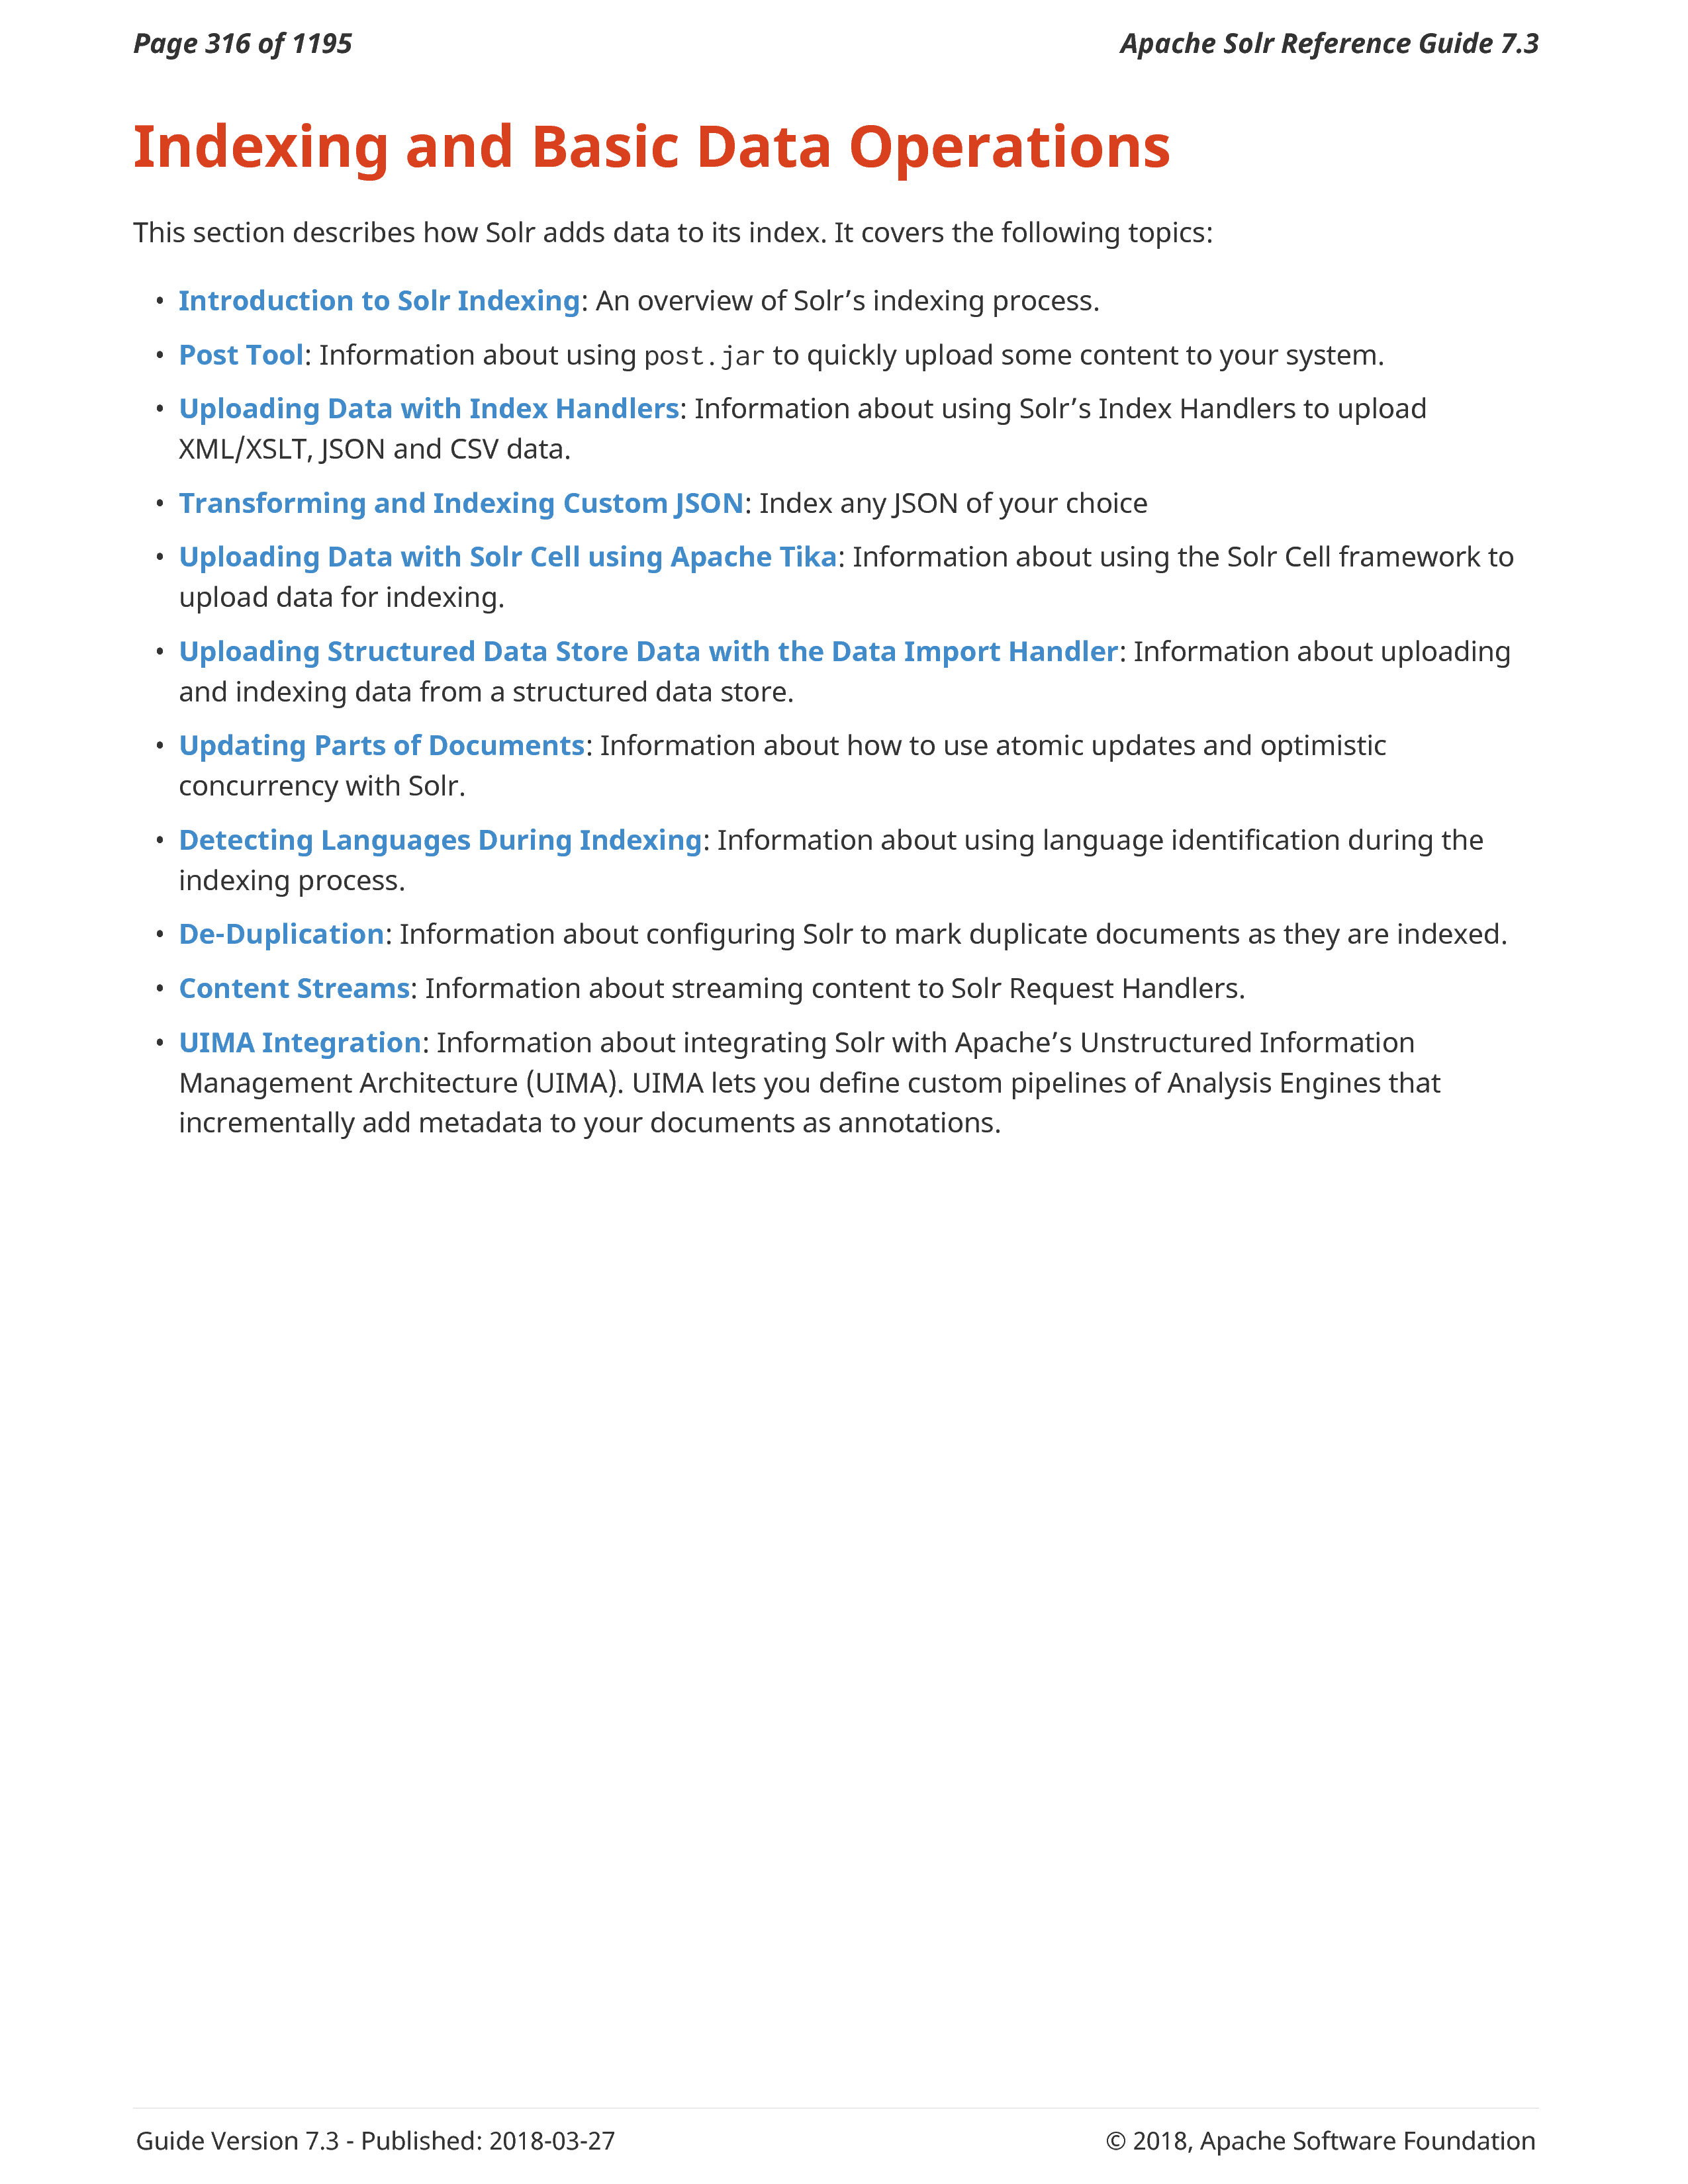 Page 316 of 1195
Apache Solr Reference Guide 7.3
Indexing and Basic Data Operations
This section describes how Solr adds data to its index. It covers the following topics:
• Introduction to Solr Indexing: An overview of Solr’s indexing process.
• Post Tool: Information about using post.jar to quickly upload some content to your system.
• Uploading Data with Index Handlers: Information about using Solr’s Index Handlers to upload
XML/XSLT, JSON and CSV data.
• Transforming and Indexing Custom JSON: Index any JSON of your choice
• Uploading Data with Solr Cell using Apache Tika: Information about using the Solr Cell framework to
upload data for indexing.
• Uploading Structured Data Store Data with the Data Import Handler: Information about uploading
and indexing data from a structured data store.
• Updating Parts of Documents: Information about how to use atomic updates and optimistic
concurrency with Solr.
• Detecting Languages During Indexing: Information about using language identification during the
indexing process.
• De-Duplication: Information about configuring Solr to mark duplicate documents as they are indexed.
• Content Streams: Information about streaming content to Solr Request Handlers.
• UIMA Integration: Information about integrating Solr with Apache’s Unstructured Information
Management Architecture (UIMA). UIMA lets you define custom pipelines of Analysis Engines that
incrementally add metadata to your documents as annotations.
Guide Version 7.3 - Published: 2018-03-27
© 2018, Apache Software Foundation